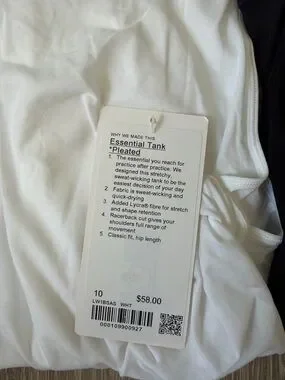 WHY WE MADE THIS
Essential Tank
*Pleated
1. The essential you reach for
practice after practice. We
designed this stretchy,
sweat-wicking tank to be the
easiest decision of your day
2. Fabric is sweat-wicking and
quick-drying
3. Added Lycra® fibre for stretch
and shape retention
4. Racerback cut gives your
shoulders full range of
movement
5. Classic fit, hip length
10 $58.00
LW1BSAS WHT
000109900927